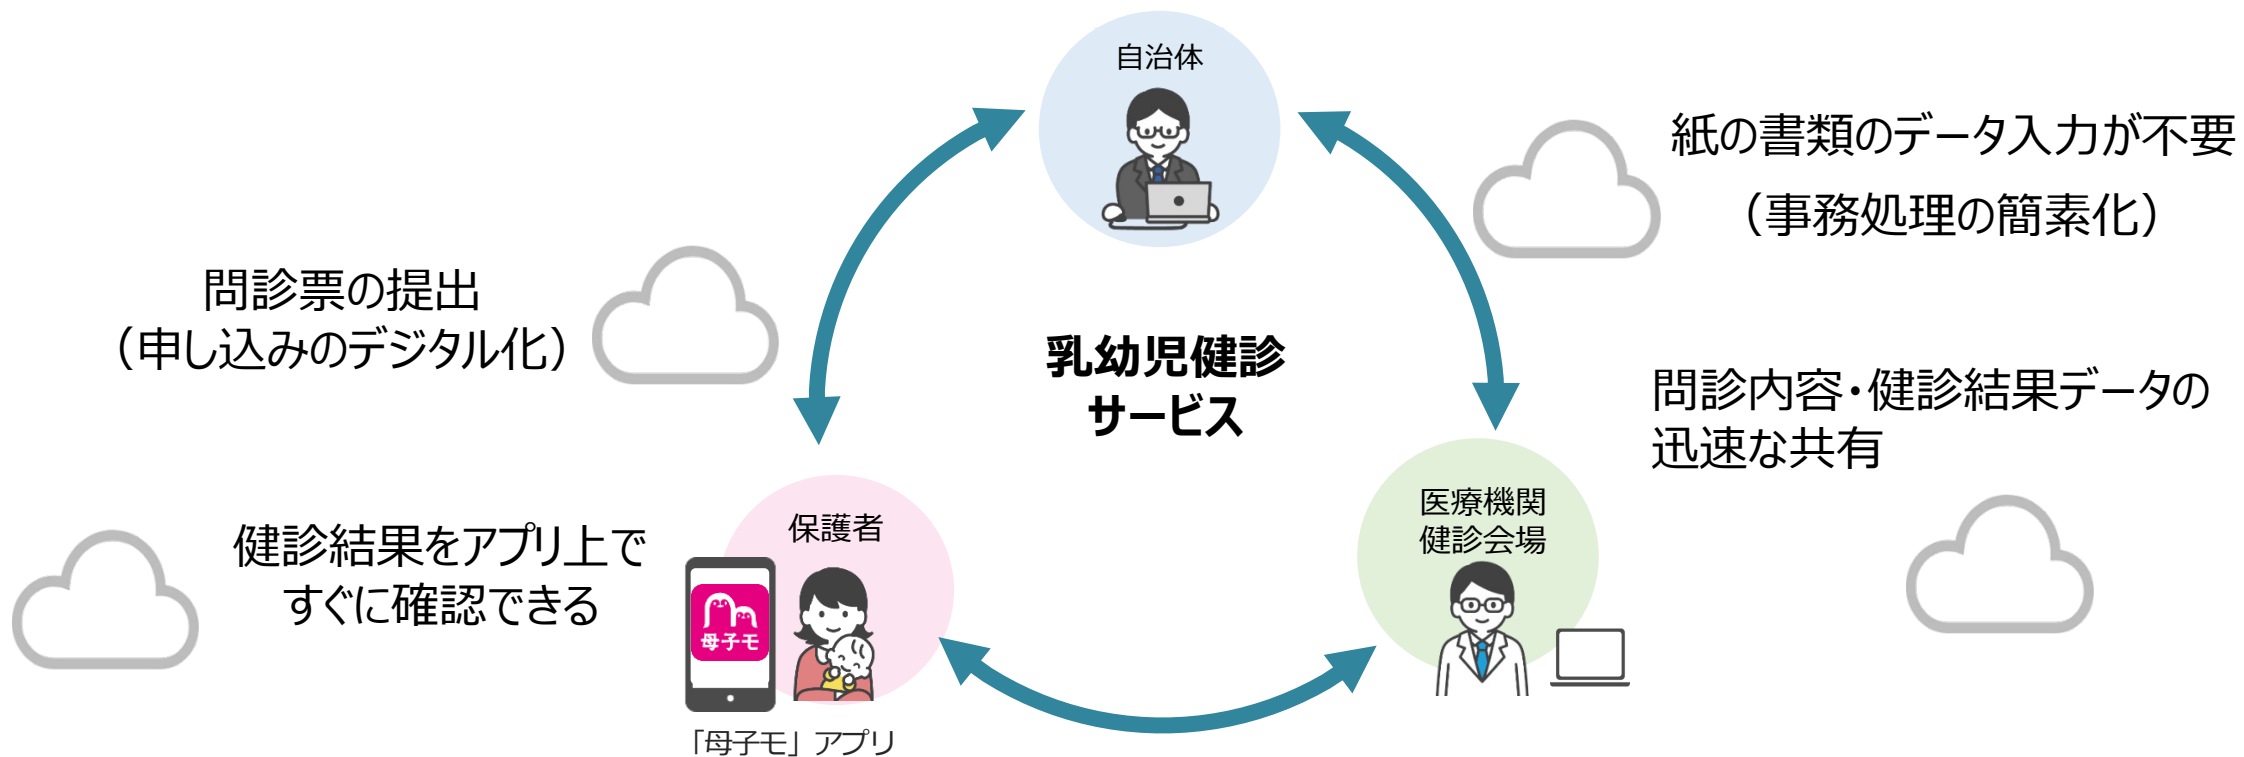 自治体
紙の書類のデータ入力が不要
（事務処理の簡素化）
問診票の提出
（申し込みのデジタル化）
乳幼児健診
サービス
問診内容・健診結果データの
迅速な共有
健診結果をアプリ上で
すぐに確認できる
保護者
母子モ
「母子モ」アプリ
医療機関
健診会場